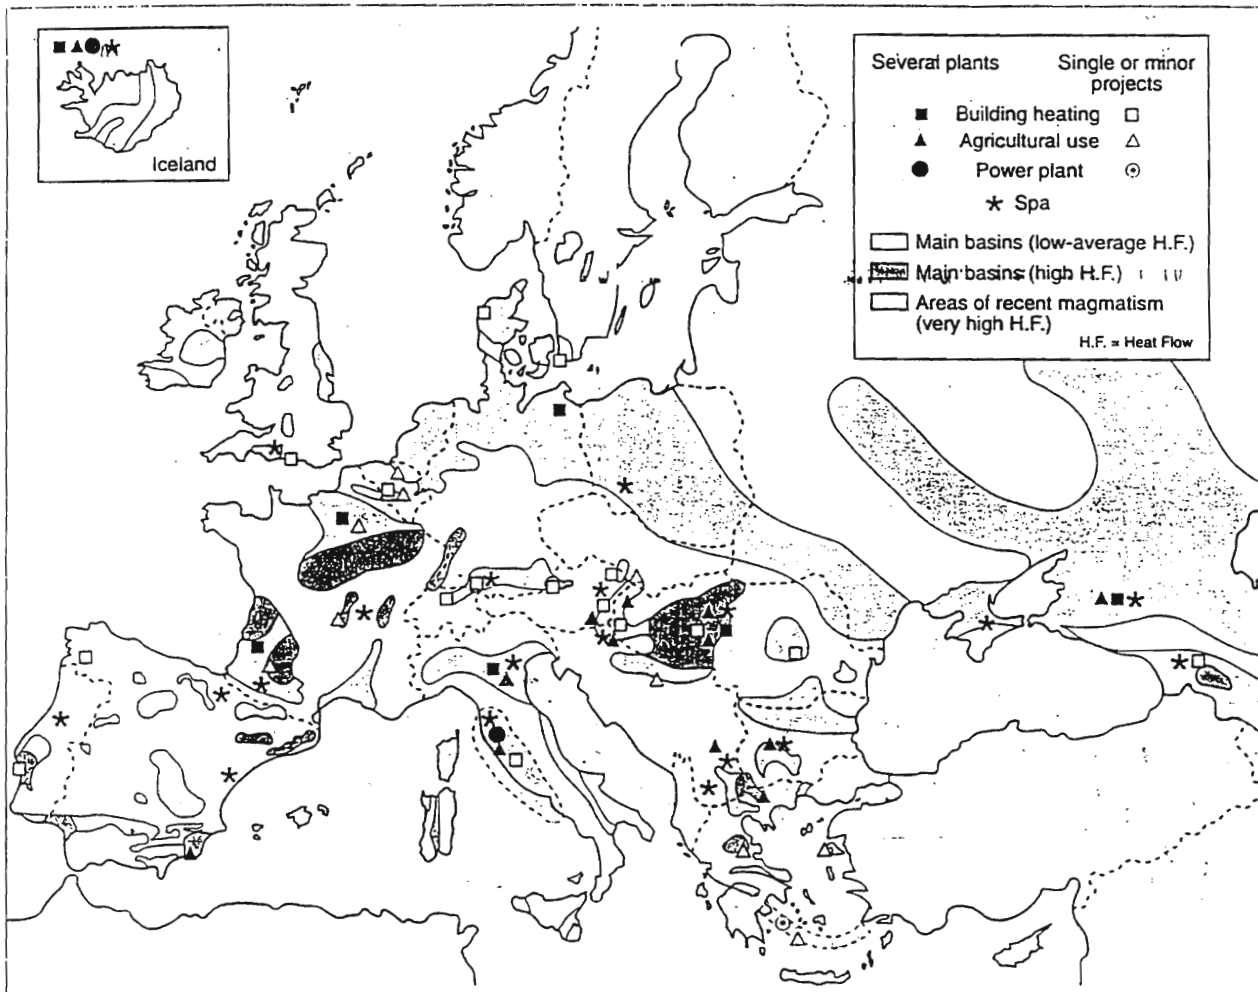 Iceland
Several plants
Single or minor
projects
Building heating
Agricultural use
Power plant
Spa
Main basins (low-average H.F.)
Main basins (high H.F.)
Areas of recent magmatism
(very high H.F.)
H.F. = Heat Flow